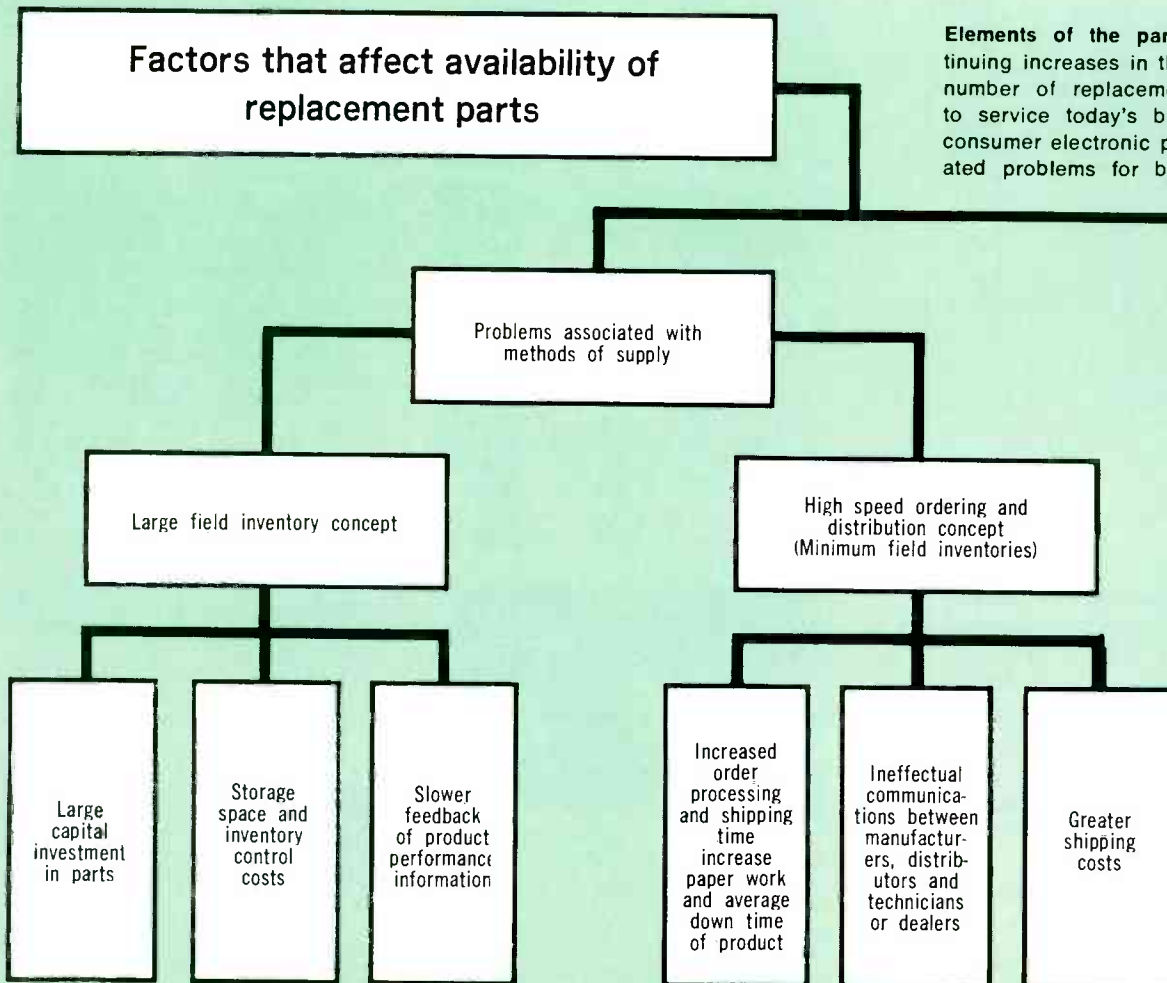 Factors that affect availability of
replacement parts
Elements of the par
tinuing increases in t
number of replaceme
to service today's b
consumer electronic p
ated problems for b
Problems associated with
methods of supply
Large field inventory concept
High speed ordering and
distribution concept
(Minimum field inventories)
Large
capital
investment
in parts
Storage
space and
inventory
control
costs
Slower
feedback
of product
performance
information
Increased
order
processing
and shipping
time
increase
paper work
and average
down time
of product
Ineffectual
communica-
tions between
manufactur-
ers, distrib-
utors and
technicians
or dealers
Greater
shipping
costs